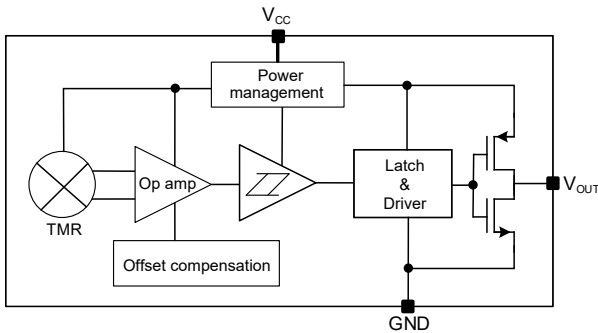 VCC
Power
management
Op amp
Latch
&
Driver
VOUT
TMR
Offset compensation
GND